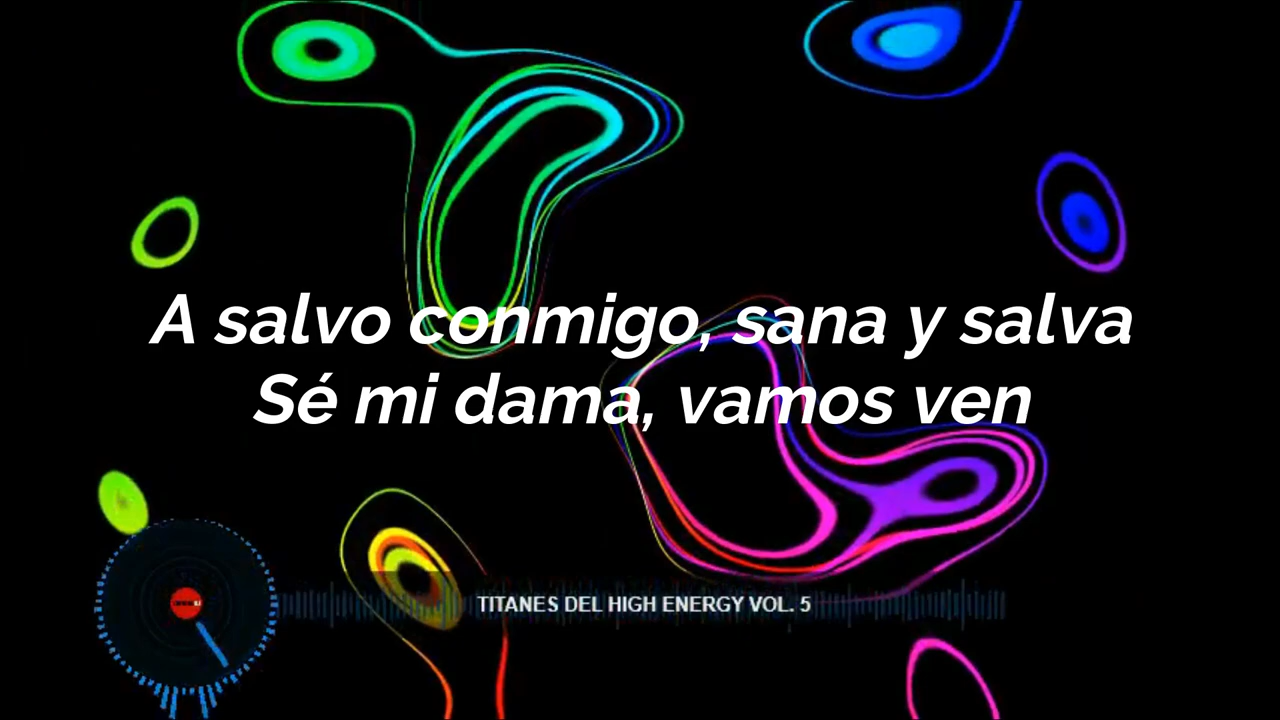 A salvo conmigo, sana y salva
Sé mi dama, vamos ven
TITANES DEL HIGH ENERGY VOL. 5